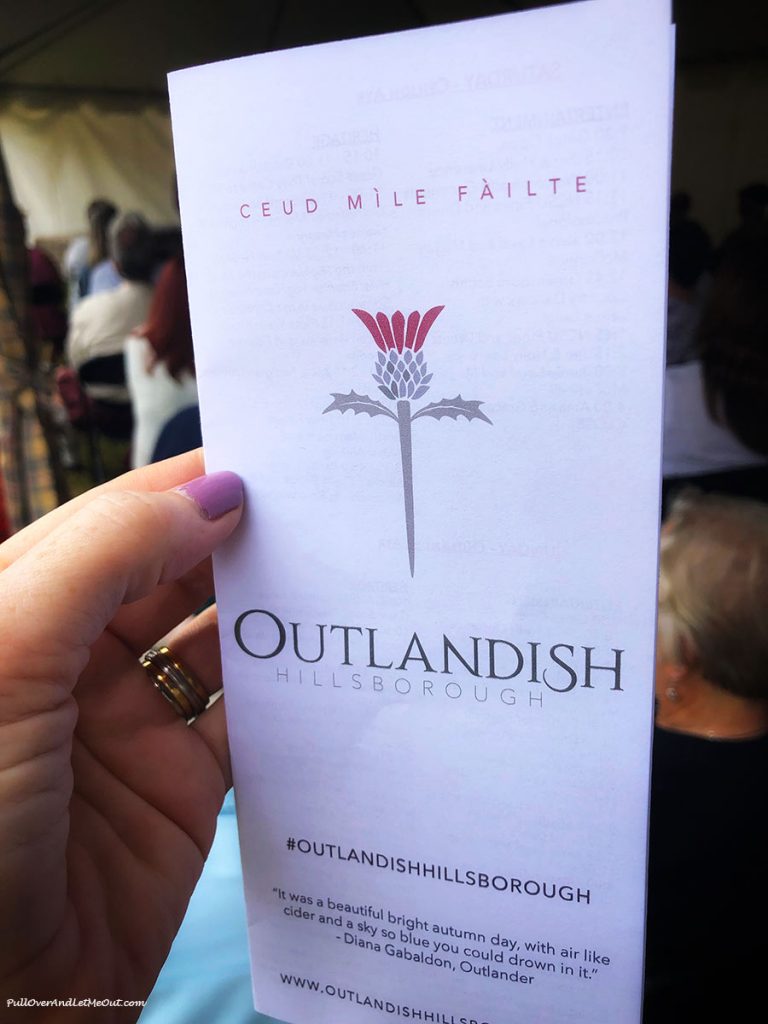 CEUD MÌLE FÀILTE
OUTLANDISH
HILLSBOROUGH
#OUTLANDISHHILLSBOROUGH
“It was a beautiful bright autumn day, with air like
cider and a sky so blue you could drown in it.”
- Diana Gabaldon, Outlander
WWW.OUTLANDISHHILLSB
PullOverAndLetMeOut.com